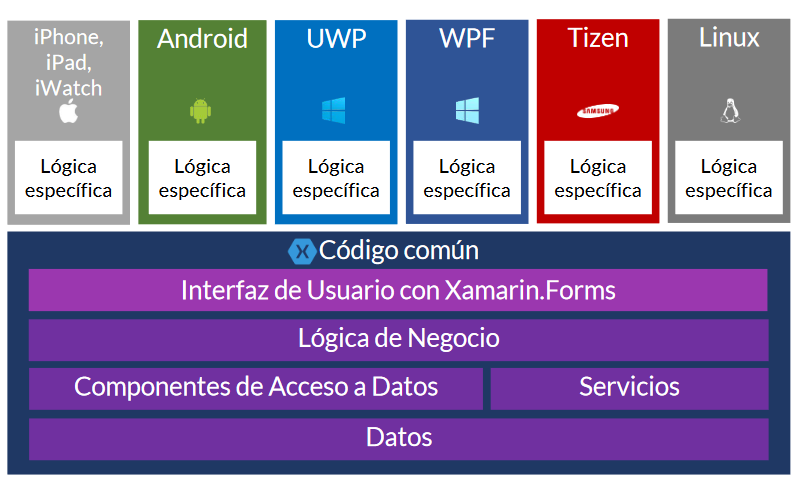 iPhone,
iPad,
iWatch
Android
UWP
WPF
Tizen
Linux
SAMSUNG
Lógica
específica
Lógica
específica
Lógica
específica
Lógica
específica
Lógica
específica
Lógica
específica
Código común
Interfaz de Usuario con Xamarin.Forms
Lógica de Negocio
Componentes de Acceso a Datos
Servicios
Datos